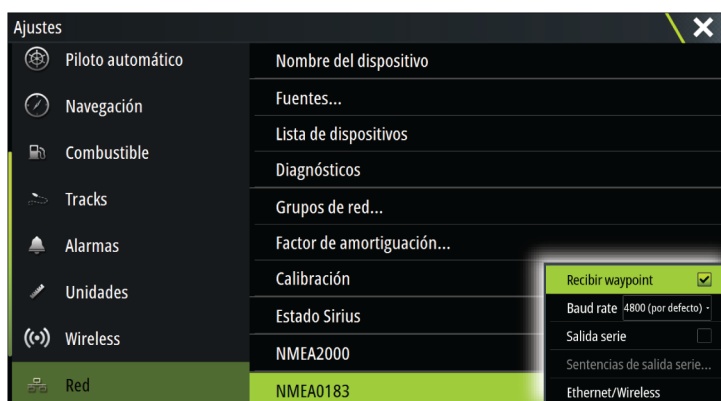 Ajustes
Piloto automático
Navegación
Combustible
Tracks
Alarmas
Unidades
Wireless
Red
Nombre del dispositivo
Fuentes...
Lista de dispositivos
Diagnósticos
Grupos de red...
Factor de amortiguación...
Calibración
Estado Sirius
NMEA2000
NMEA0183
Recibir waypoint
Baud rate 4800 (por defecto)
Salida serie
Sentencias de salida serie...
Ethernet/Wireless